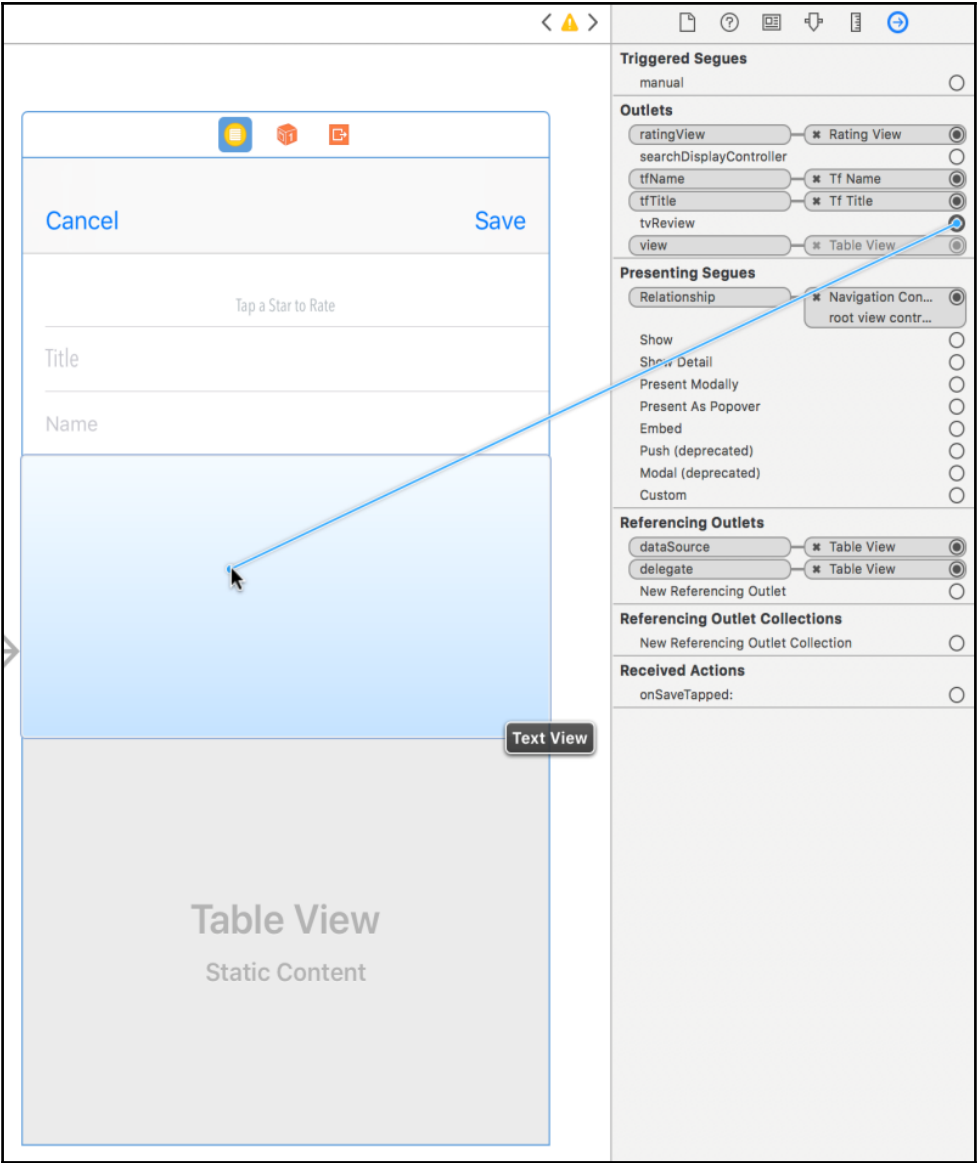 Cancel
Save
Tap a Star to Rate
Title
Name
Text View
Table View
Static Content
Triggered Segues
manual
Outlets
ratingView Rating View
searchDisplayController
tfName Tf Name
tfTitle Tf Title
tvReview
view Table View
Presenting Segues
Relationship Navigation Con...
root view contr...
Show
Show Detail
Present Modally
Present As Popover
Embed
Push (deprecated)
Modal (deprecated)
Custom
Referencing Outlets
dataSource Table View
delegate Table View
New Referencing Outlet
Referencing Outlet Collections
New Referencing Outlet Collection
Received Actions
onSaveTapped: